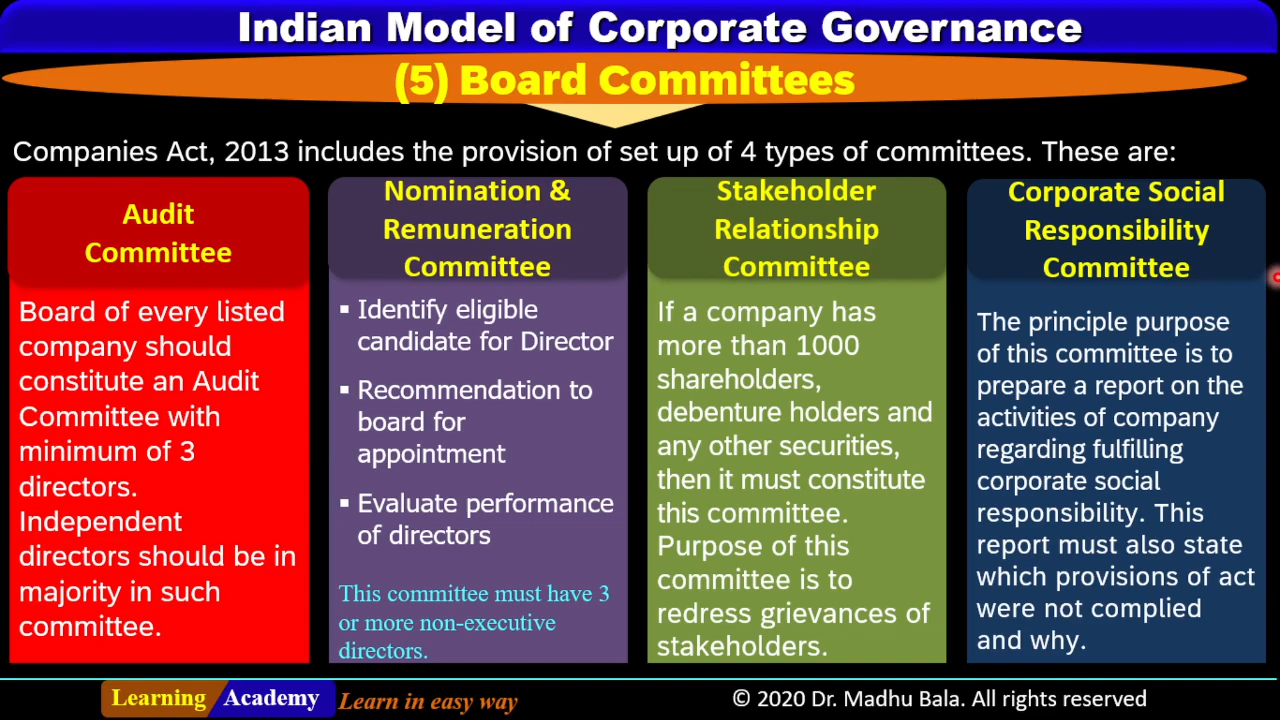 Indian Model of Corporate Governance
(5) Board Committees
Companies Act, 2013 includes the provision of set up of 4 types of committees. These are:
Audit
Committee
Board of every listed
company should
constitute an Audit
Committee with
minimum of 3
directors.
Independent
directors should be in
majority in such
committee.
Nomination &
Remuneration
Committee
▪ Identify eligible
candidate for Director
▪ Recommendation to
board for
appointment
▪ Evaluate performance
of directors
This committee must have 3
or more non-executive
directors.
Stakeholder
Relationship
Committee
If a company has
more than 1000
shareholders,
debenture holders and
any other securities,
then it must constitute
this committee.
Purpose of this
committee is to
redress grievances of
stakeholders.
Corporate Social
Responsibility
Committee
The principle purpose
of this committee is to
prepare a report on the
activities of company
regarding fulfilling
corporate social
responsibility. This
report must also state
which provisions of act
were not complied
and why.
Learning Academy Learn in easy way
© 2020 Dr. Madhu Bala. All rights reserved